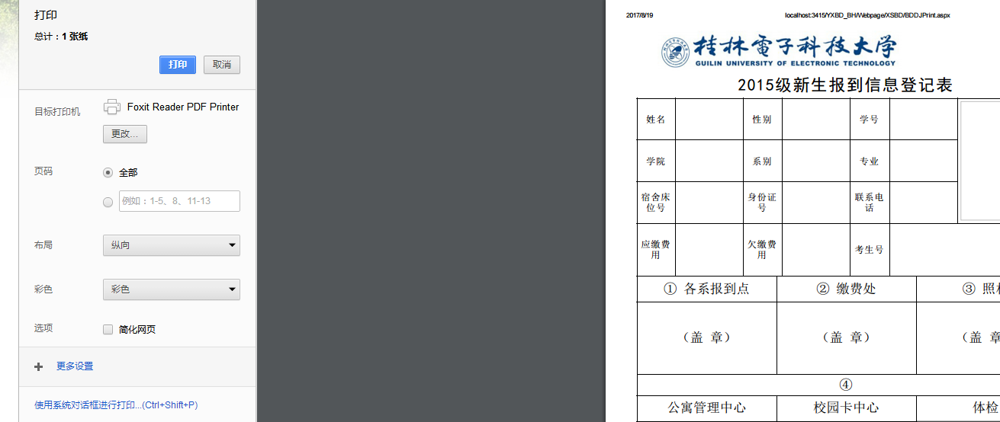 打印
总计：1 张纸
打印
取消
目标打印机
Foxit Reader PDF Printer
更改...
页码
全部
例如：1-5、8、11-13
布局
纵向
彩色
彩色
选项
简化网页
更多设置
使用系统对话框进行打印...(Ctrl+Shift+P)
2017/8/19
localhost:3415/YXBD_BH/Webpage/XSBD/BDDJPrint.aspx
桂林電子科技大学
GUILIN UNIVERSITY OF ELECTRONIC TECHNOLOGY
2015级新生报到信息登记表
姓名 性别 学号
学院 系别 专业
宿舍床 身份证 联系电
位号 号 话
应缴费 欠缴费 考生号
用 用
① 各系报到点 ② 缴费处 ③ 照
（盖 章） （盖 章） （盖 章
④
公寓管理中心 校园卡中心 体检